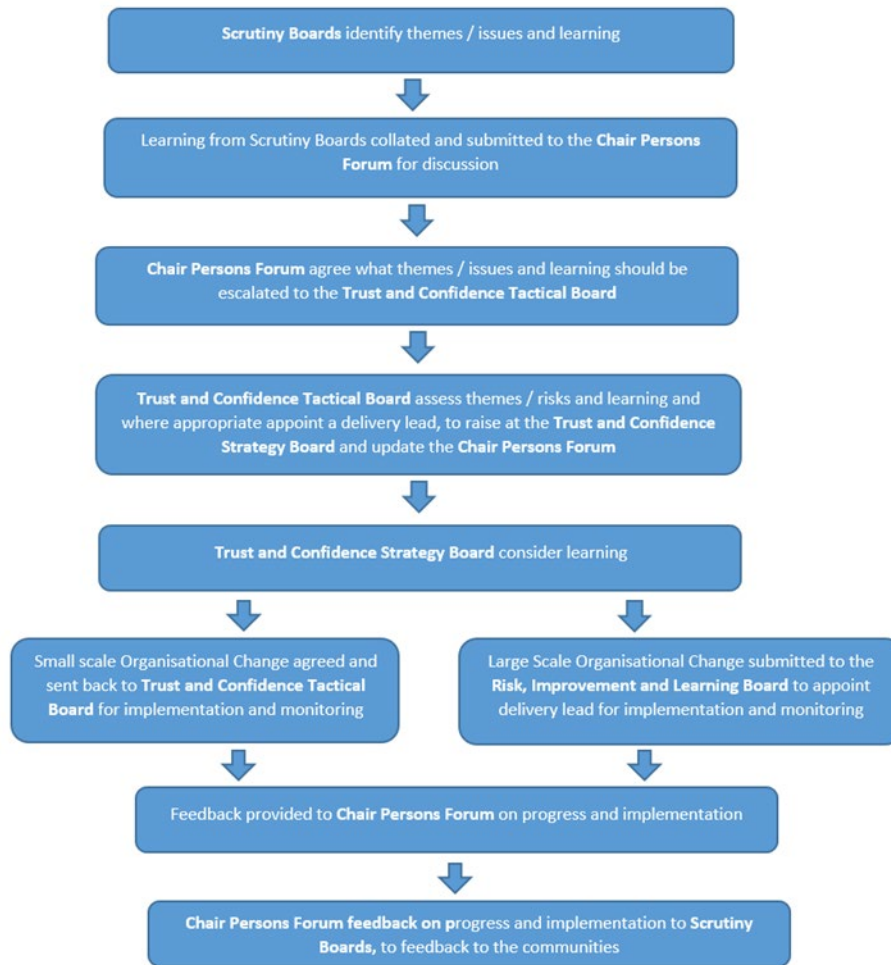 Scrutiny Boards identify themes / issues and learning
Learning from Scrutiny Boards collated and submitted to the Chair Persons
Forum for discussion
Chair Persons Forum agree what themes / issues and learning should be
escalated to the Trust and Confidence Tactical Board
Trust and Confidence Tactical Board assess themes / risks and learning and
where appropriate appoint a delivery lead, to raise at the Trust and Confidence
Strategy Board and update the Chair Persons Forum
Trust and Confidence Strategy Board consider learning
Small scale Organisational Change agreed and
sent back to Trust and Confidence Tactical
Board for implementation and monitoring
Large Scale Organisational Change submitted to the
Risk, Improvement and Learning Board to appoint
delivery lead for implementation and monitoring
Feedback provided to Chair Persons Forum on progress and implementation
Chair Persons Forum feedback on progress and implementation to Scrutiny
Boards, to feedback to the communities